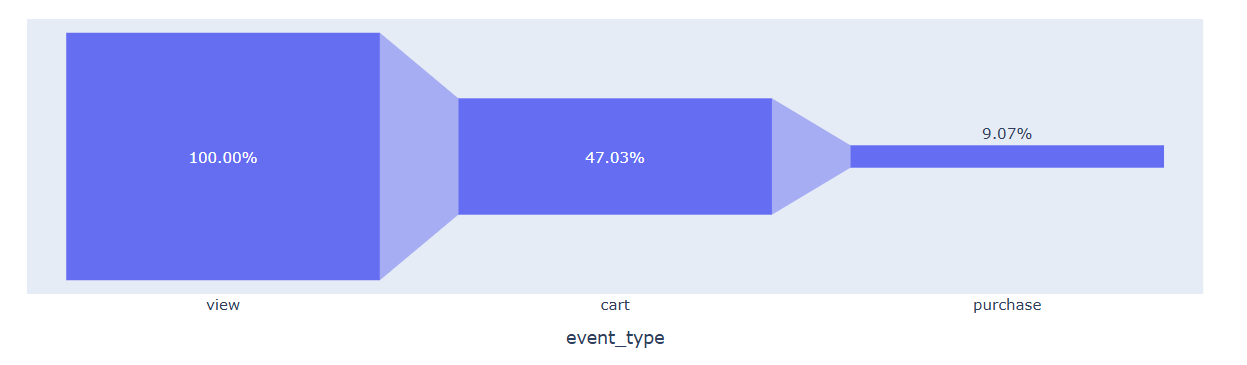 9.07%
100.00%
47.03%
view
cart
purchase
event_type